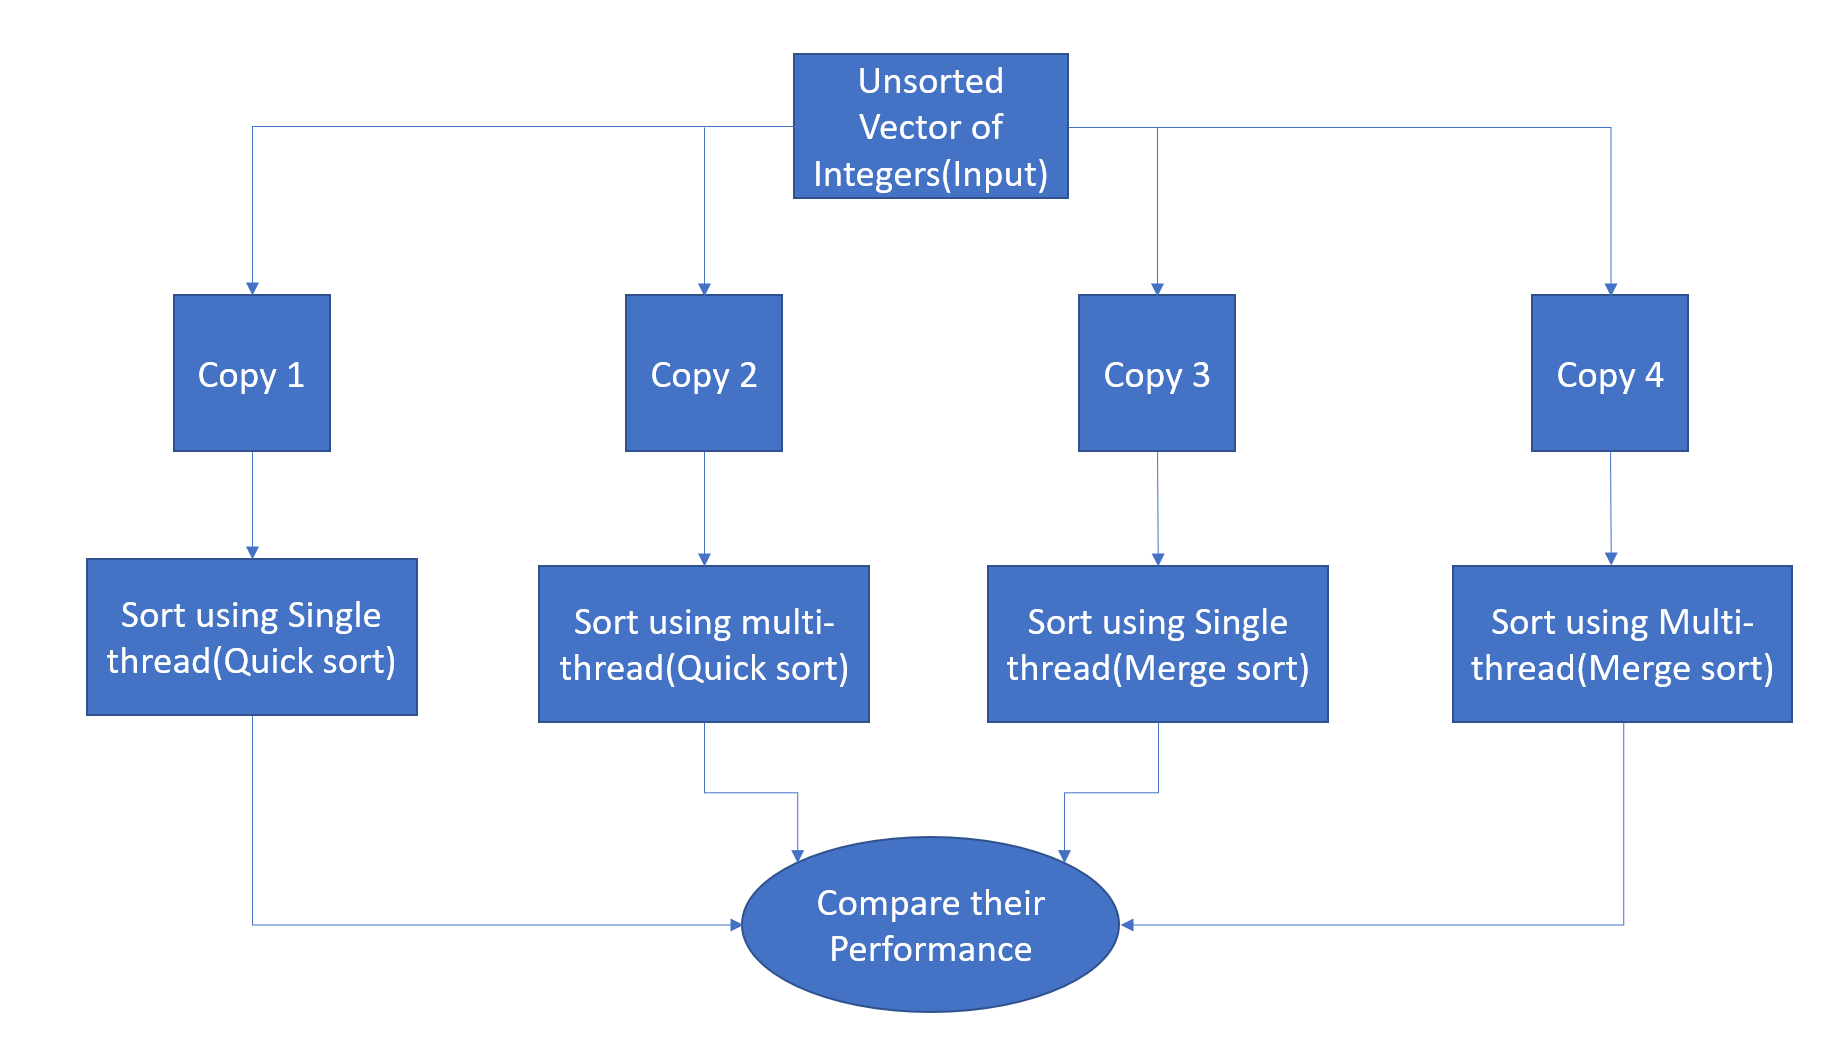 Unsorted
Vector of
Integers(Input)
Copy 1
Copy 2
Copy 3
Copy 4
Sort using Single
thread(Quick sort)
Sort using multi-
thread(Quick sort)
Sort using Single
thread(Merge sort)
Sort using Multi-
thread(Merge sort)
Compare their
Performance